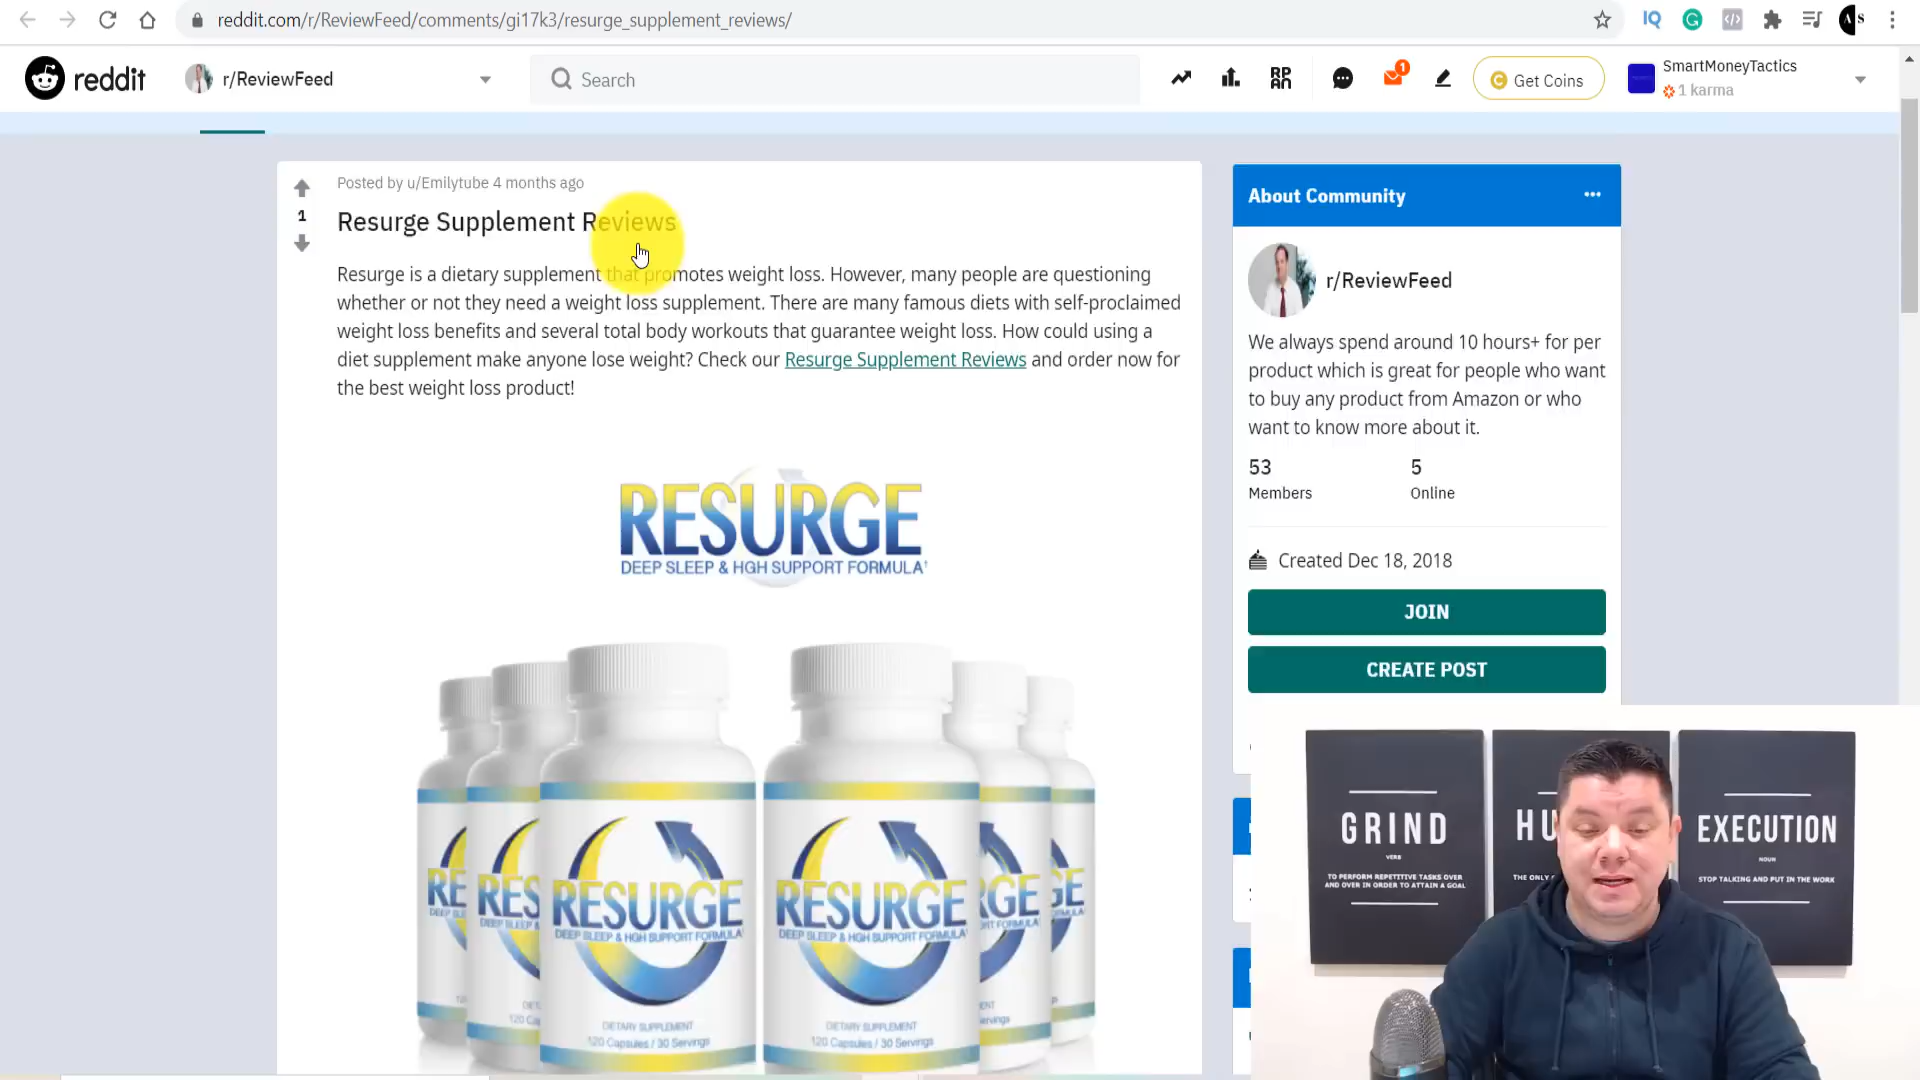 reddit.com/r/ReviewFeed/comments/gi17k3/resurge_supplement_reviews/
IQ
G
A S
reddit
r/ReviewFeed
Search
RPAN
1
Get Coins
SmartMoneyTactics
1 karma
Posted by u/Emilytube 4 months ago
1
Resurge Supplement Reviews
Resurge is a dietary supplement that promotes weight loss. However, many people are questioning
whether or not they need a weight loss supplement. There are many famous diets with self-proclaimed
weight loss benefits and several total body workouts that guarantee weight loss. How could using a
diet supplement make anyone lose weight? Check our Resurge Supplement Reviews and order now for
the best weight loss product!
RESURGE
DEEP SLEEP & HGH SUPPORT FORMULA
RESURGE
DEEP SLEEP & HGH SUPPORT FORMULA
DIETARY SUPPLEMENT
120 Capsules / 30 Servings
RESURGE
DEEP SLEEP & HGH SUPPORT FORMULA
DIETARY SUPPLEMENT
120 Capsules / 30 Servings
About Community
r/ReviewFeed
We always spend around 10 hours+ for per
product which is great for people who want
to buy any product from Amazon or who
want to know more about it.
53
Members
5
Online
Created Dec 18, 2018
JOIN
CREATE POST
GRIND
VERB
TO PERFORM REPETITIVE TASKS OVER
AND OVER IN ORDER TO ATTAIN A GOAL
HU
THE ONLY
EXECUTION
NOUN
STOP TALKING AND PUT IN THE WORK